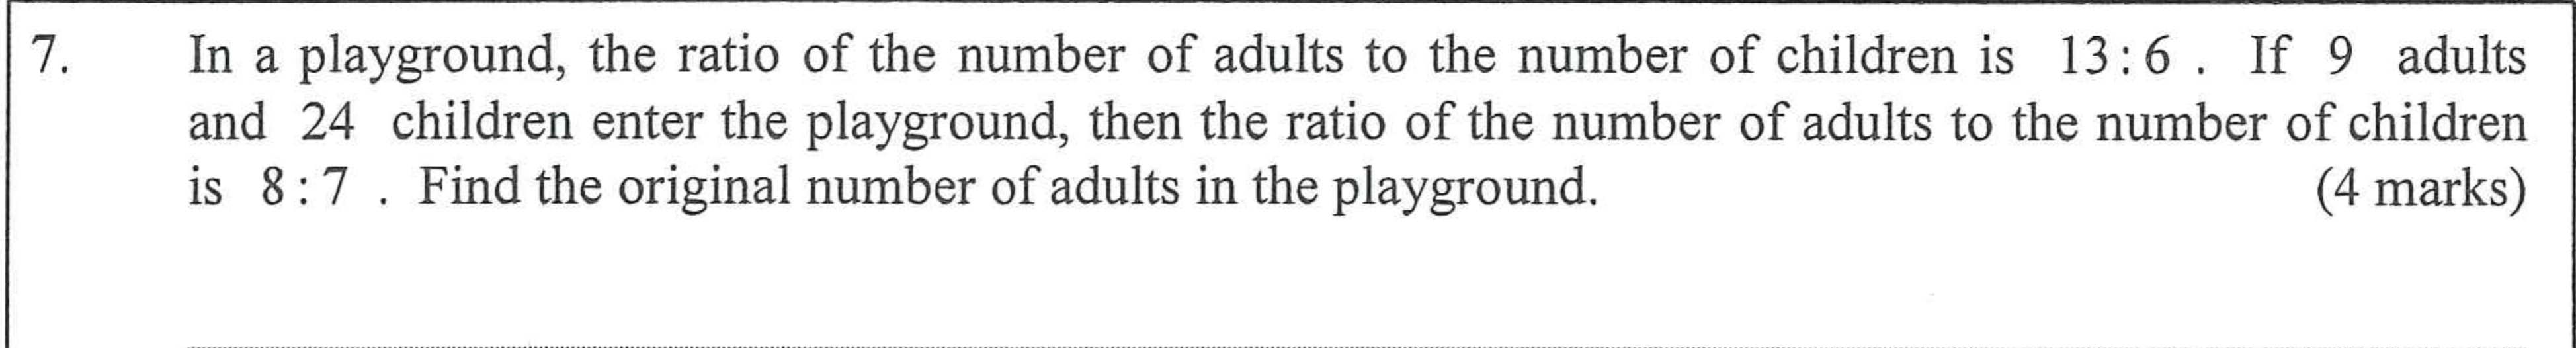 7. In a playground, the ratio of the number of adults to the number of children is 13 : 6 . If 9 adults
and 24 children enter the playground, then the ratio of the number of adults to the number of children
is 8 : 7 . Find the original number of adults in the playground. (4 marks)